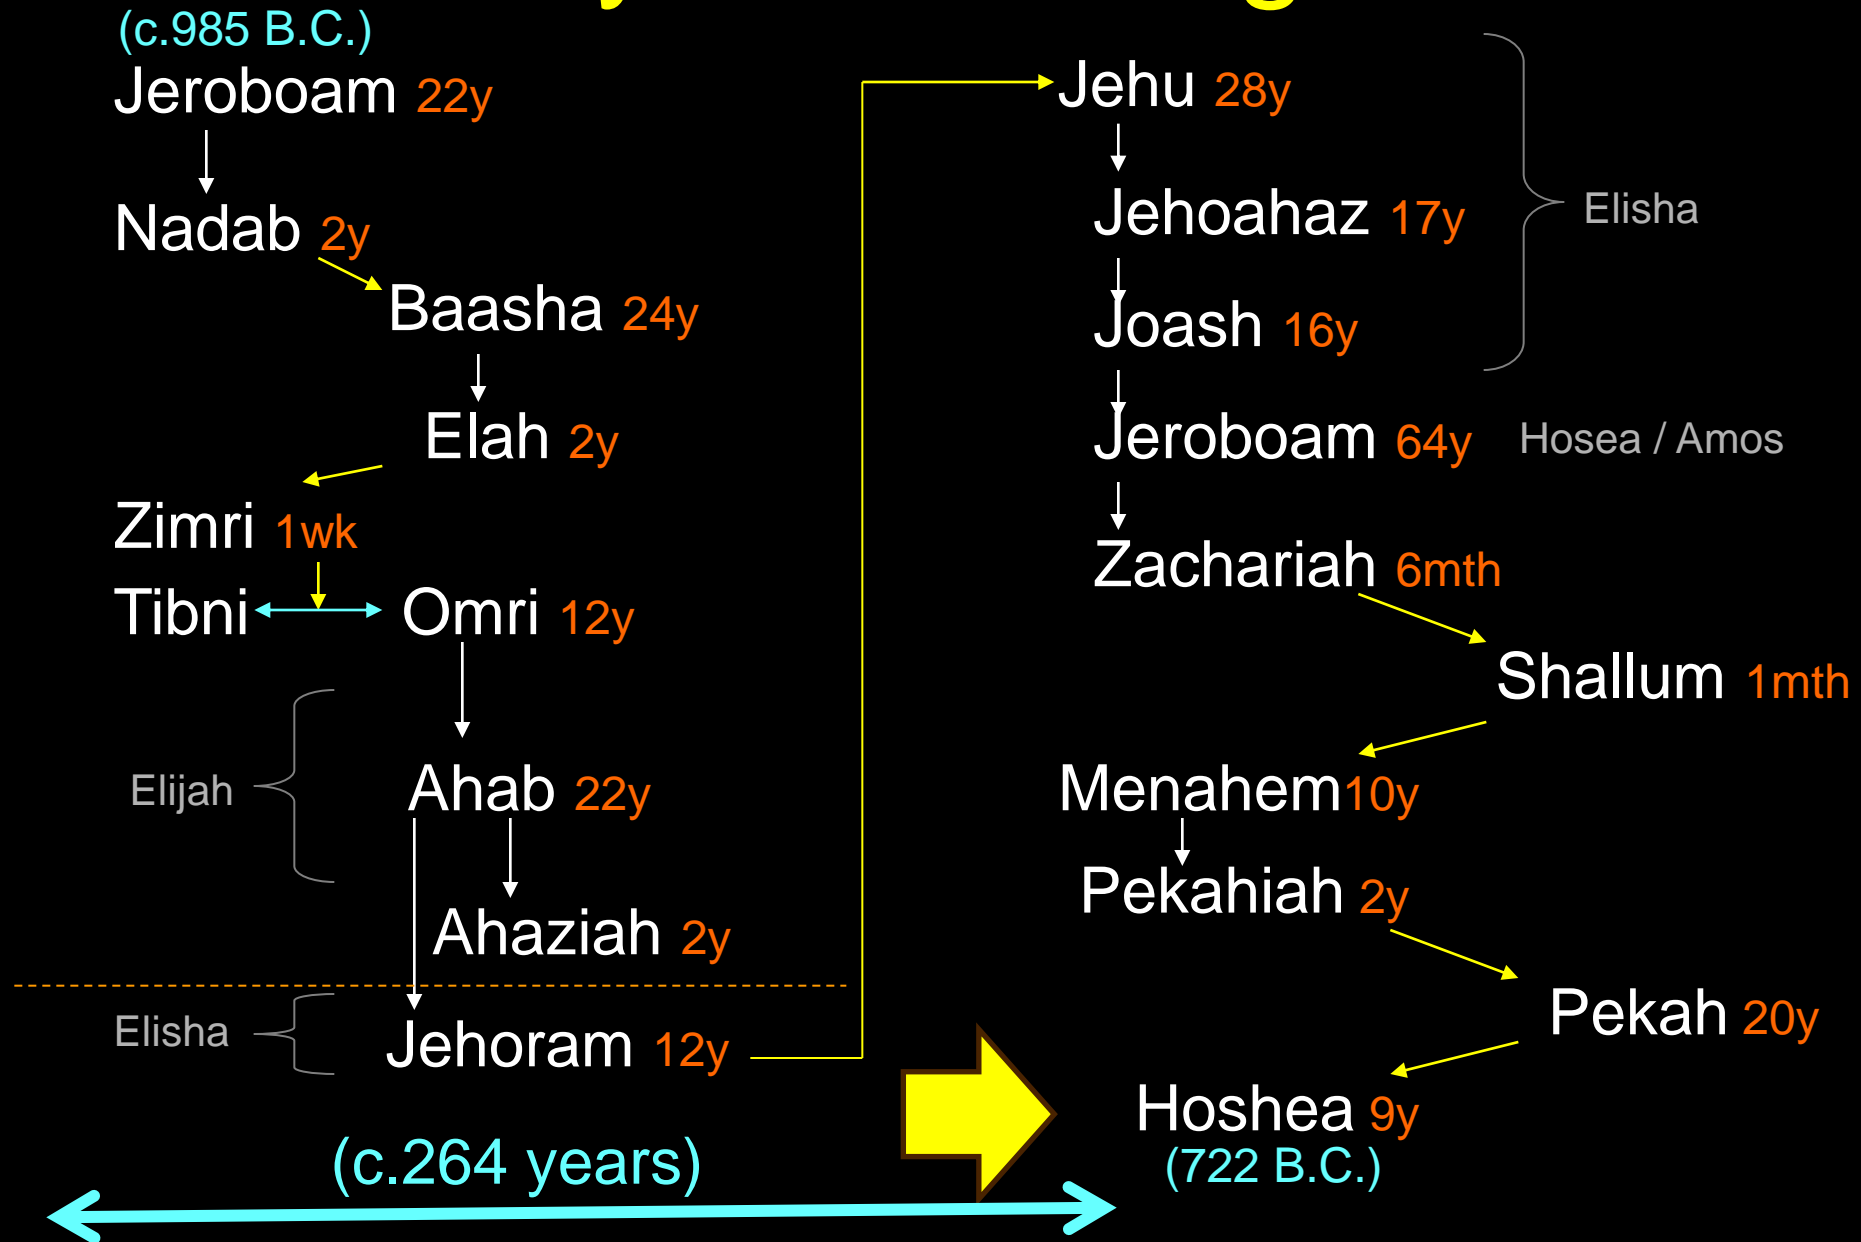 (c.985 B.C.)
Jeroboam 22y
Nadab 2y
Baasha 24y
Elah 2y
Zimri 1wk
Tibni Omri 12y
Elijah
Ahab 22y
Ahaziah 2y
Elisha
Jehoram 12y
(c.264 years)
Jehu 28y
Jehoahaz 17y
Elisha
Joash 16y
Jeroboam 64y Hosea / Amos
Zachariah 6mth
Shallum 1mth
Menahem10y
Pekahiah 2y
Pekah 20y
Hoshea 9y
(722 B.C.)